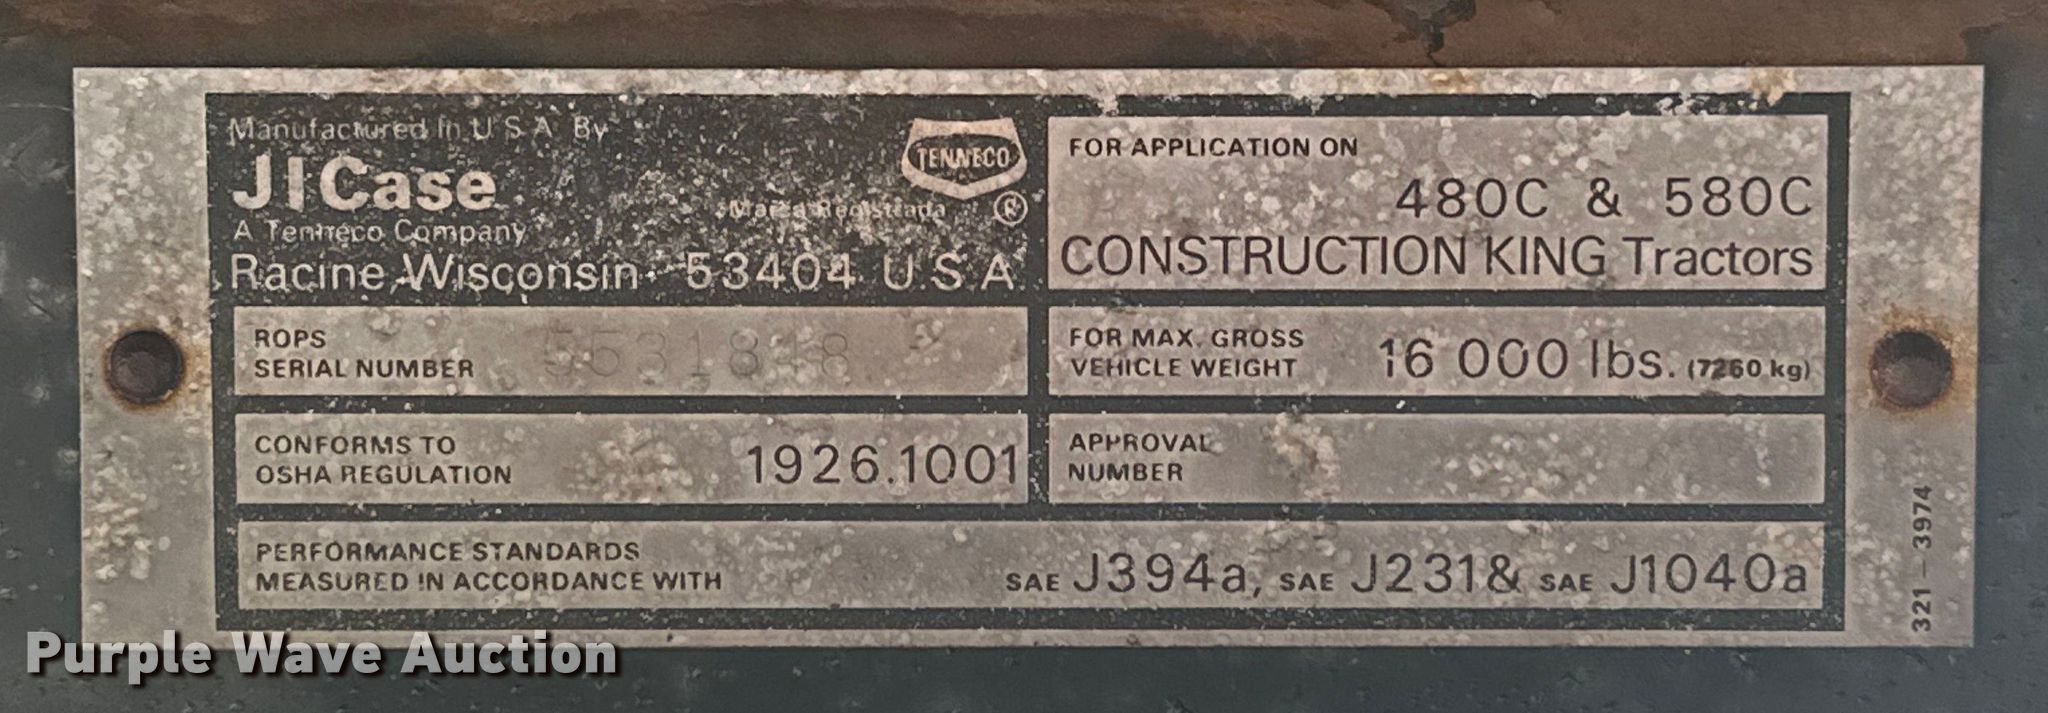 Manufactured In U S A By
JI Case
A Tenneco Company
Racine, Wisconsin 53404 U.S.A.
TENNECO
Marca Registrada ®
FOR APPLICATION ON
480C & 580C
CONSTRUCTION KING Tractors
ROPS
SERIAL NUMBER 5531848
FOR MAX. GROSS
VEHICLE WEIGHT 16 000 lbs. (7260 kg)
CONFORMS TO
OSHA REGULATION 1926.1001
APPROVAL
NUMBER
PERFORMANCE STANDARDS
MEASURED IN ACCORDANCE WITH SAE J394a, SAE J231& SAE J1040a
321-3974
Purple Wave Auction